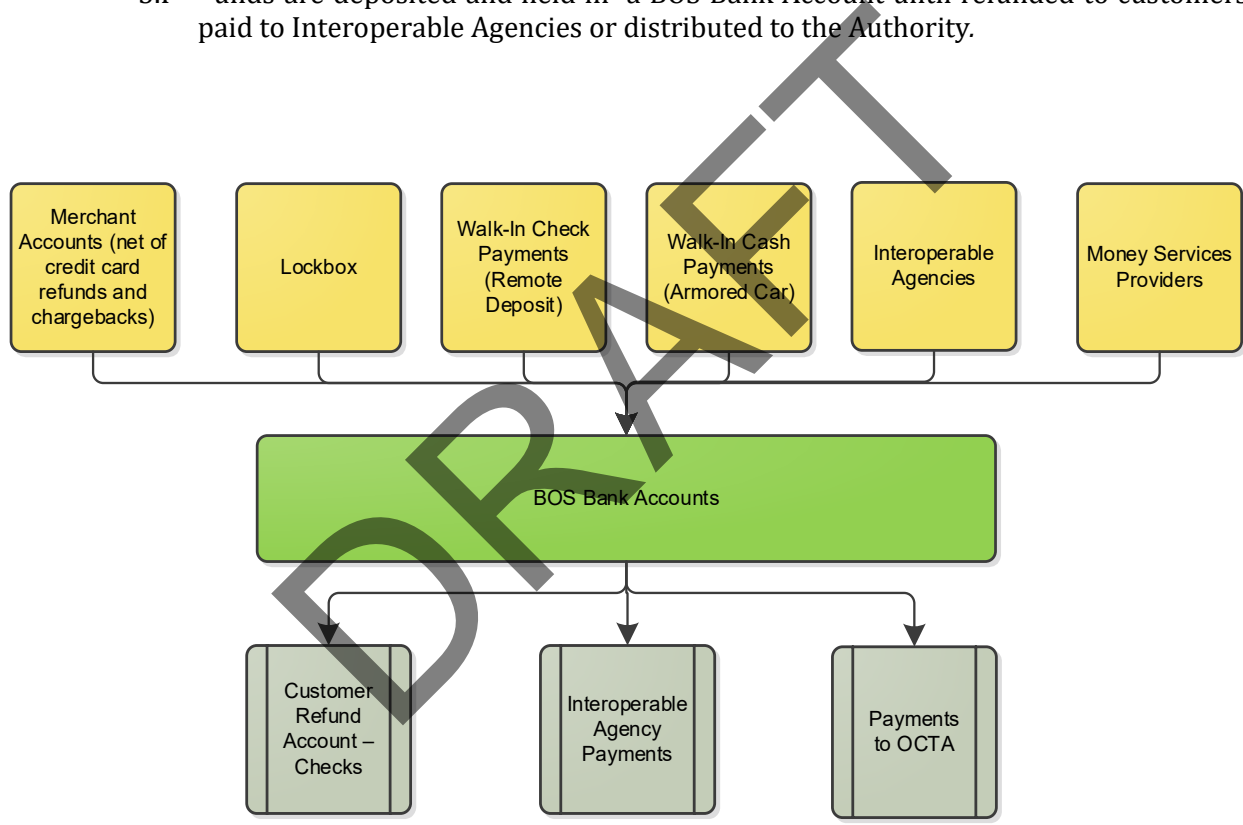 funds are deposited and held in a BOS Bank Account until refunded to customers
paid to Interoperable Agencies or distributed to the Authority.
Merchant
Accounts (net of
credit card
refunds and
chargebacks)
Lockbox
Walk-In Check
Payments
(Remote
Deposit)
Walk-In Cash
Payments
(Armored Car)
Interoperable
Agencies
Money Services
Providers
BOS Bank Accounts
Customer
Refund
Account –
Checks
Interoperable
Agency
Payments
Payments
to OCTA
DRAFT